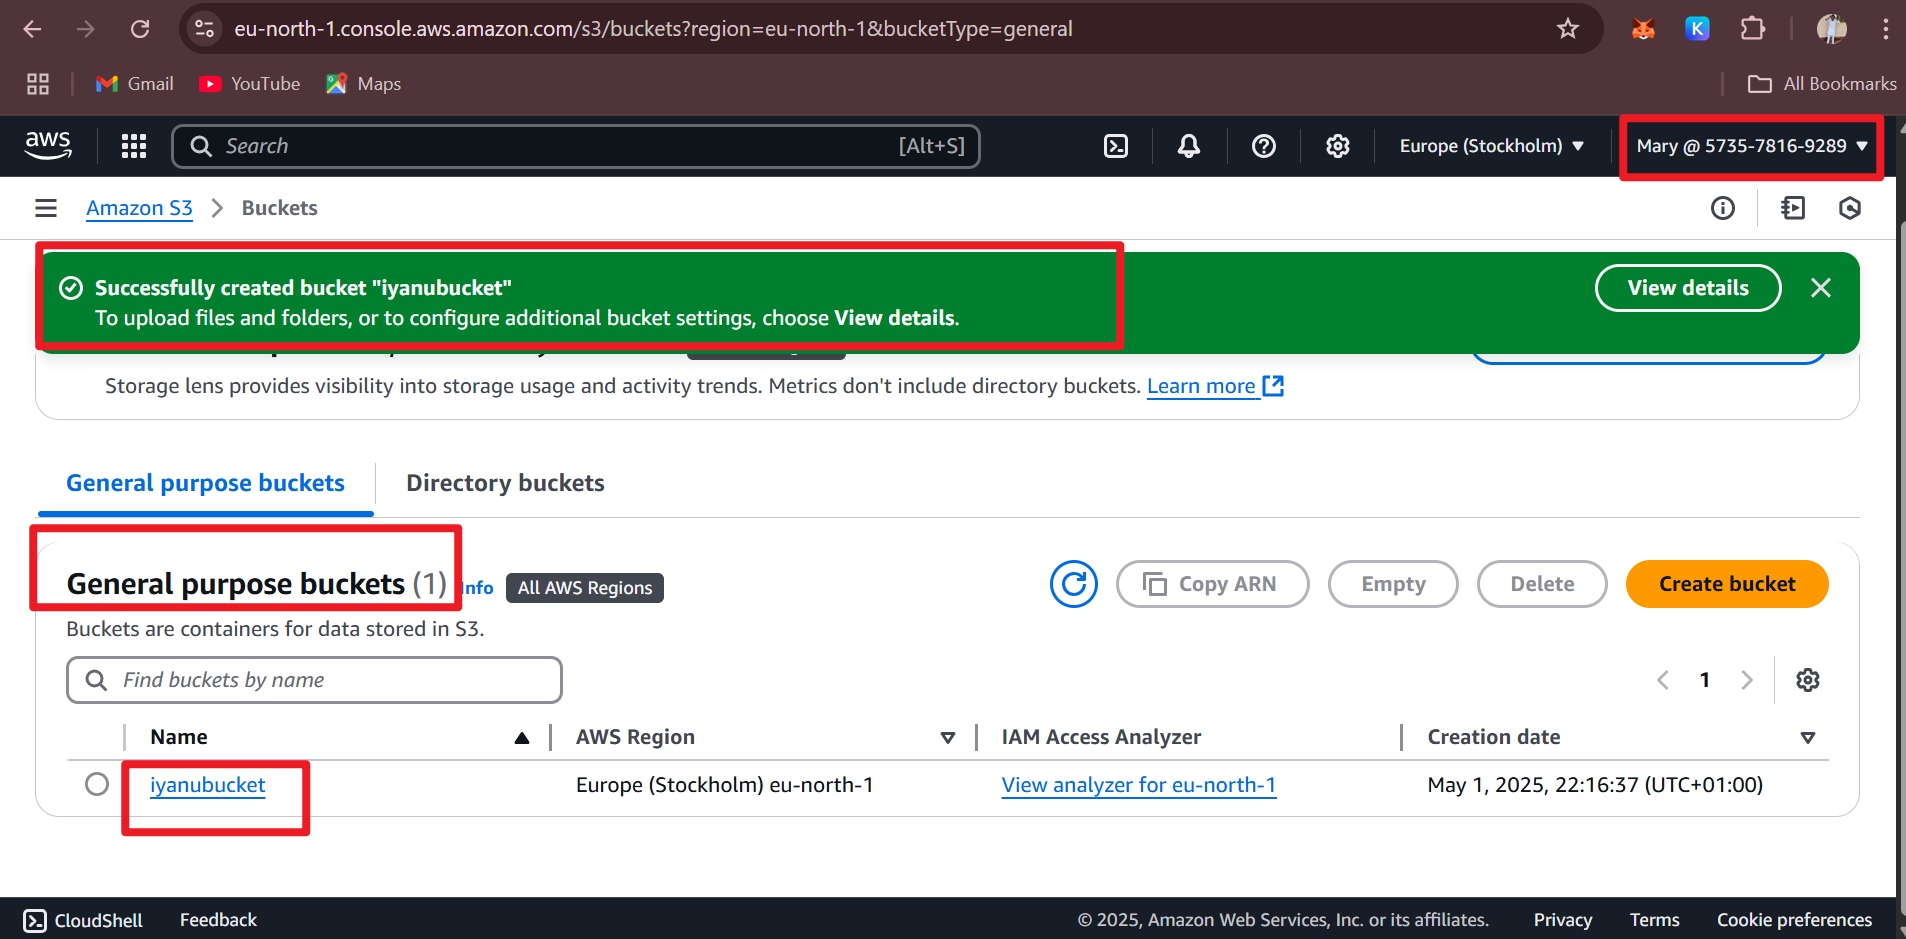 eu-north-1.console.aws.amazon.com/s3/buckets?region=eu-north-1&bucketType=general
K
Gmail YouTube Maps All Bookmarks
aws Search [Alt+S] Europe (Stockholm) Mary @ 5735-7816-9289
Amazon S3 Buckets
Successfully created bucket "iyanubucket"
To upload files and folders, or to configure additional bucket settings, choose View details.
View details
Storage lens provides visibility into storage usage and activity trends. Metrics don't include directory buckets. Learn more
General purpose buckets Directory buckets
General purpose buckets (1) Info All AWS Regions Copy ARN Empty Delete Create bucket
Buckets are containers for data stored in S3.
Find buckets by name 1
Name AWS Region IAM Access Analyzer Creation date
iyanubucket Europe (Stockholm) eu-north-1 View analyzer for eu-north-1 May 1, 2025, 22:16:37 (UTC+01:00)
CloudShell Feedback © 2025, Amazon Web Services, Inc. or its affiliates. Privacy Terms Cookie preferences